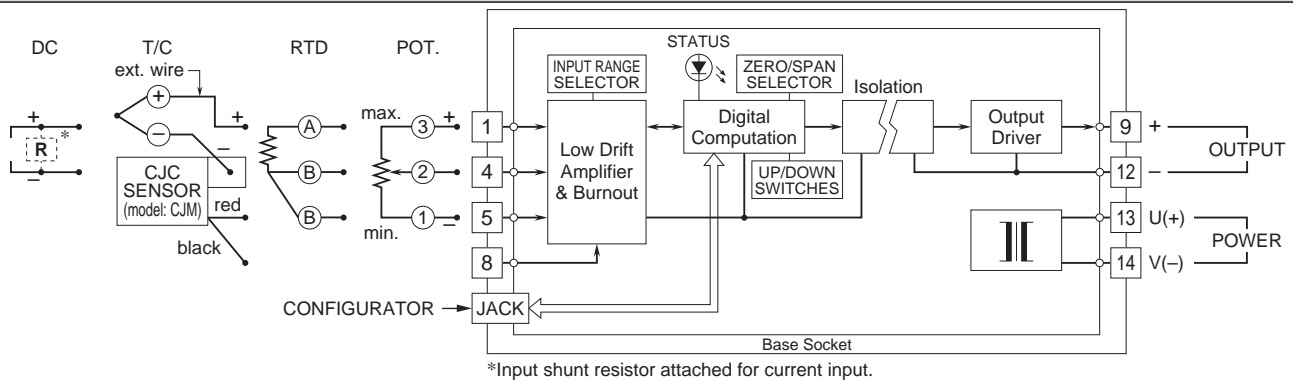 DC
+
R
*
–
T/C
ext. wire
+
–
+
–
CJC
SENSOR
(model: CJM)
red
black
RTD
A
B
B
POT.
max.
3
+
2
1
–
min.
1
4
5
8
INPUT RANGE
SELECTOR
Low Drift
Amplifier
& Burnout
STATUS
ZERO/SPAN
SELECTOR
Digital
Computation
UP/DOWN
SWITCHES
Isolation
Output
Driver
9 +
OUTPUT
12 –
13 U(+)
POWER
14 V(–)
CONFIGURATOR
JACK
Base Socket
*Input shunt resistor attached for current input.